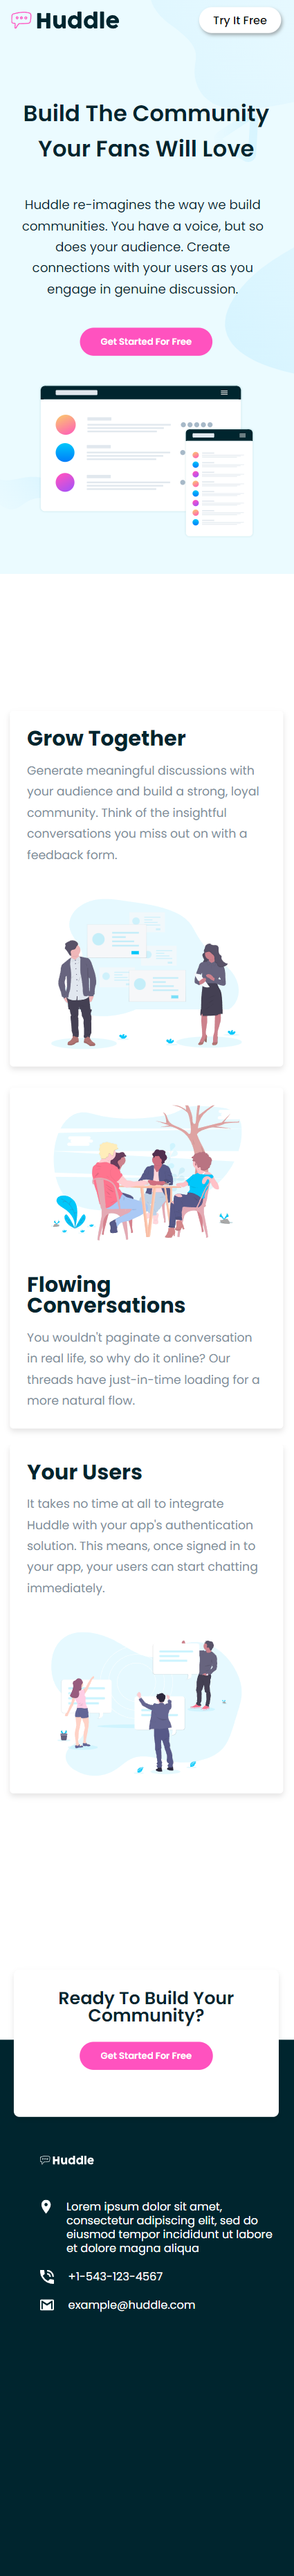 Huddle
Try It Free
Build The Community
Your Fans Will Love
Huddle re-imagines the way we build
communities. You have a voice, but so
does your audience. Create
connections with your users as you
engage in genuine discussion.
Get Started For Free
Grow Together
Generate meaningful discussions with
your audience and build a strong, loyal
community. Think of the insightful
conversations you miss out on with a
feedback form.
Flowing
Conversations
You wouldn't paginate a conversation
in real life, so why do it online? Our
threads have just-in-time loading for a
more natural flow.
Your Users
It takes no time at all to integrate
Huddle with your app's authentication
solution. This means, once signed in to
your app, your users can start chatting
immediately.
Ready To Build Your
Community?
Get Started For Free
Huddle
Lorem ipsum dolor sit amet,
consectetur adipiscing elit, sed do
eiusmod tempor incididunt ut labore
et dolore magna aliqua
+1-543-123-4567
example@huddle.com